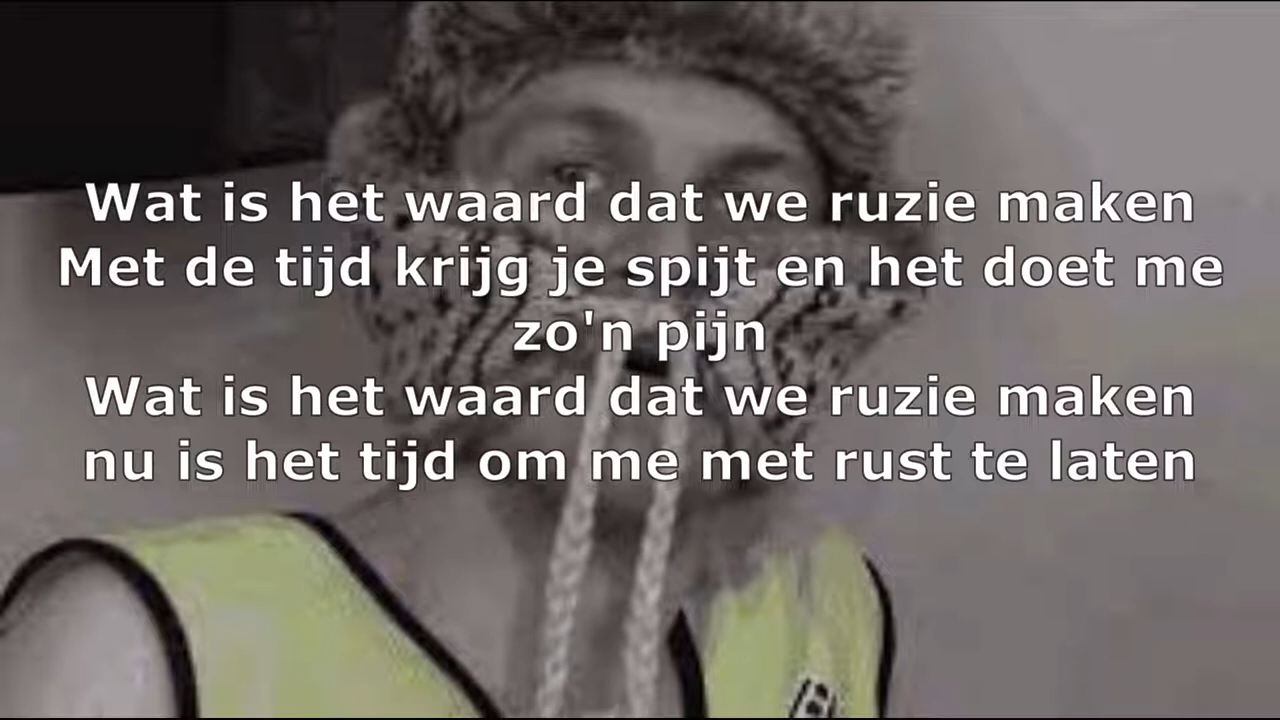 Wat is het waard dat we ruzie maken
Met de tijd krijg je spijt en het doet me
zo'n pijn
Wat is het waard dat we ruzie maken
nu is het tijd om me met rust te laten